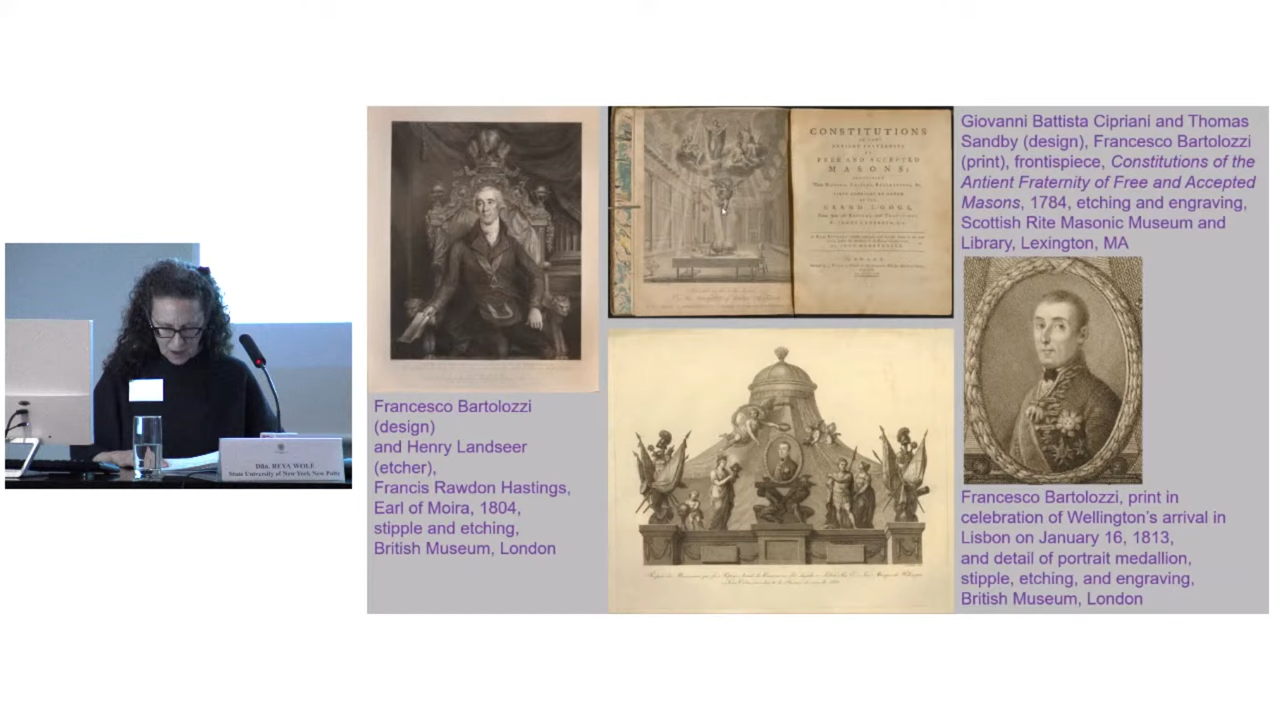 DRa. REVA WOLF
State University of New York New Paltz
Francesco Bartolozzi
(design)
and Henry Landseer
(etcher),
Francis Rawdon Hastings,
Earl of Moira, 1804,
stipple and etching,
British Museum, London
CONSTITUTIONS
FREE AND ACCEPTED
MASONS;
GRAND LODGE,
Giovanni Battista Cipriani and Thomas
Sandby (design), Francesco Bartolozzi
(print), frontispiece, Constitutions of the
Antient Fraternity of Free and Accepted
Masons, 1784, etching and engraving,
Scottish Rite Masonic Museum and
Library, Lexington, MA
Francesco Bartolozzi, print in
celebration of Wellington's arrival in
Lisbon on January 16, 1813,
and detail of portrait medallion,
stipple, etching, and engraving,
British Museum, London